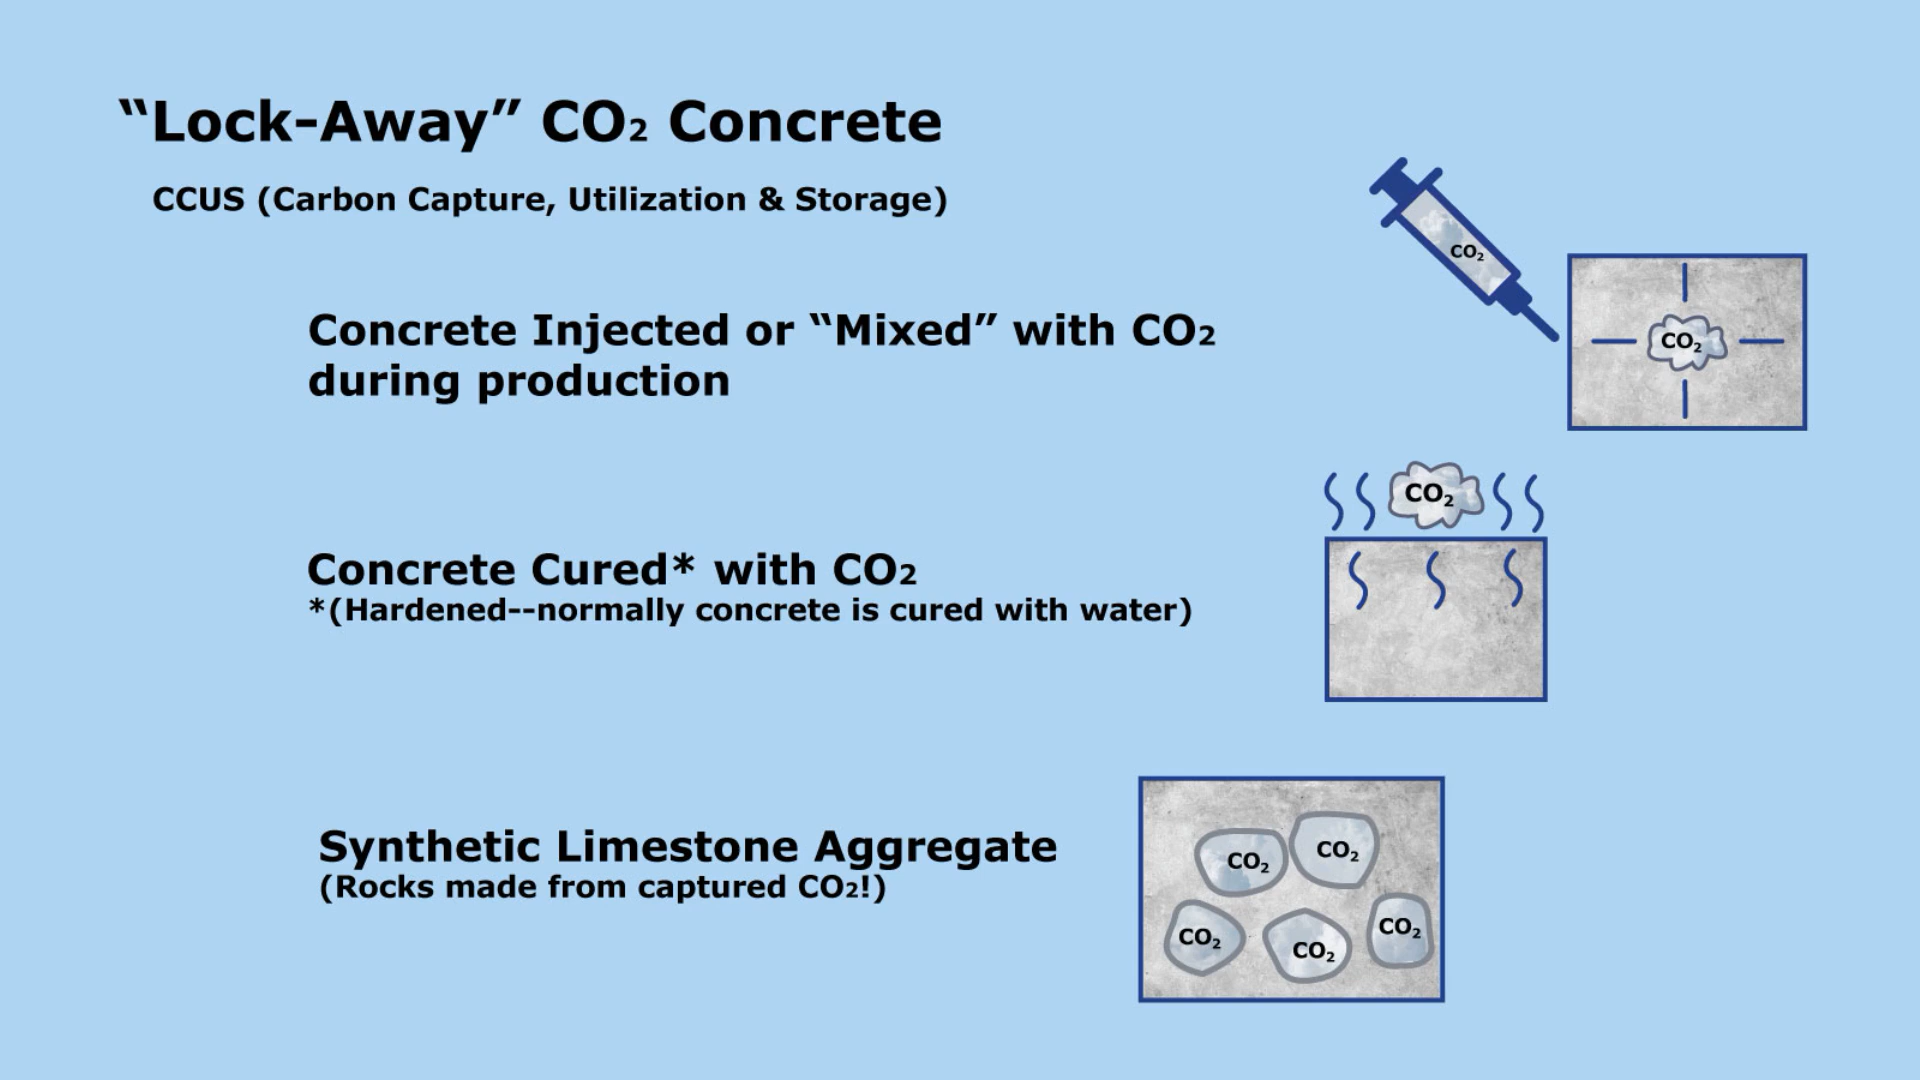 “Lock-Away” CO₂ Concrete
CCUS (Carbon Capture, Utilization & Storage)
CO₂
Concrete Injected or “Mixed” with CO₂
during production
CO₂
CO₂
Concrete Cured* with CO₂
*(Hardened--normally concrete is cured with water)
Synthetic Limestone Aggregate
(Rocks made from captured CO₂!)
CO₂
CO₂
CO₂
CO₂
CO₂